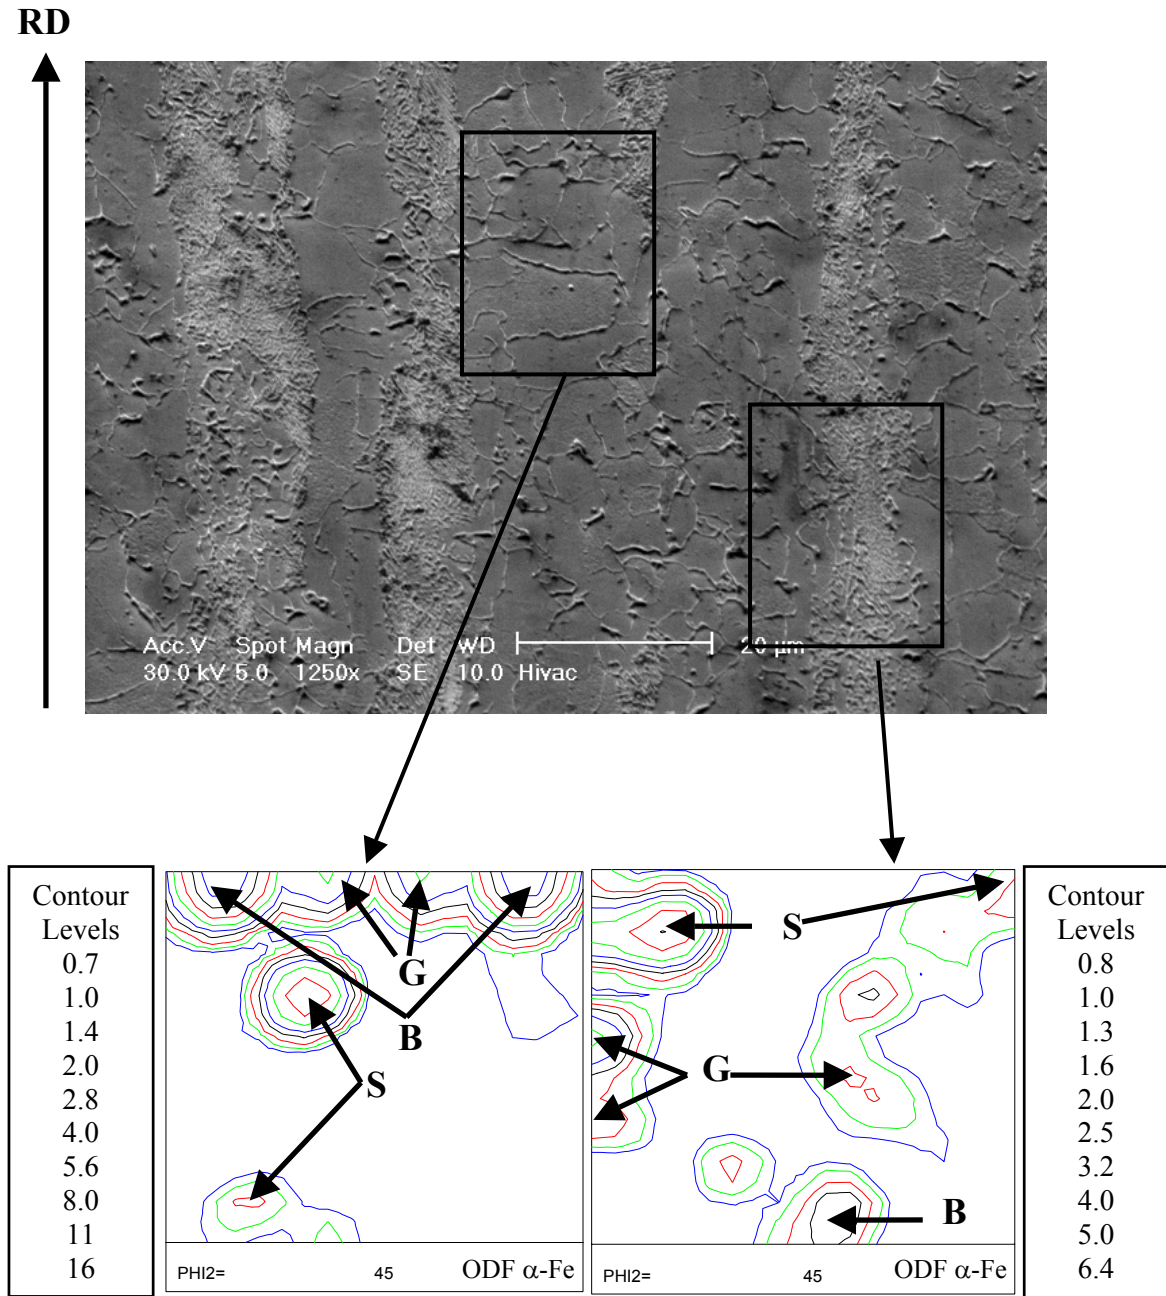 RD
Acc.V Spot Magn Det WD 20 µm
30.0 kV 5.0 1250x SE 10.0 Hivac
Contour
Levels
0.7
1.0
1.4
2.0
2.8
4.0
5.6
8.0
11
16
G
B
S
PHI2= 45 ODF α-Fe
S
G
B
PHI2= 45 ODF α-Fe
Contour
Levels
0.8
1.0
1.3
1.6
2.0
2.5
3.2
4.0
5.0
6.4